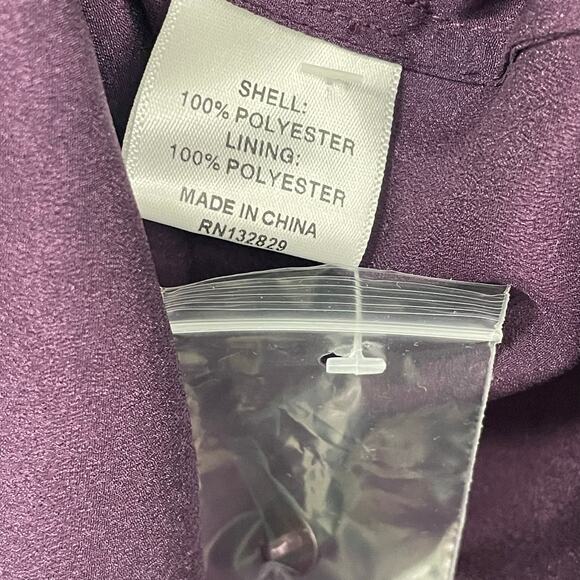 SHELL:
100% POLYESTER
LINING:
100% POLYESTER
MADE IN CHINA
RN132829